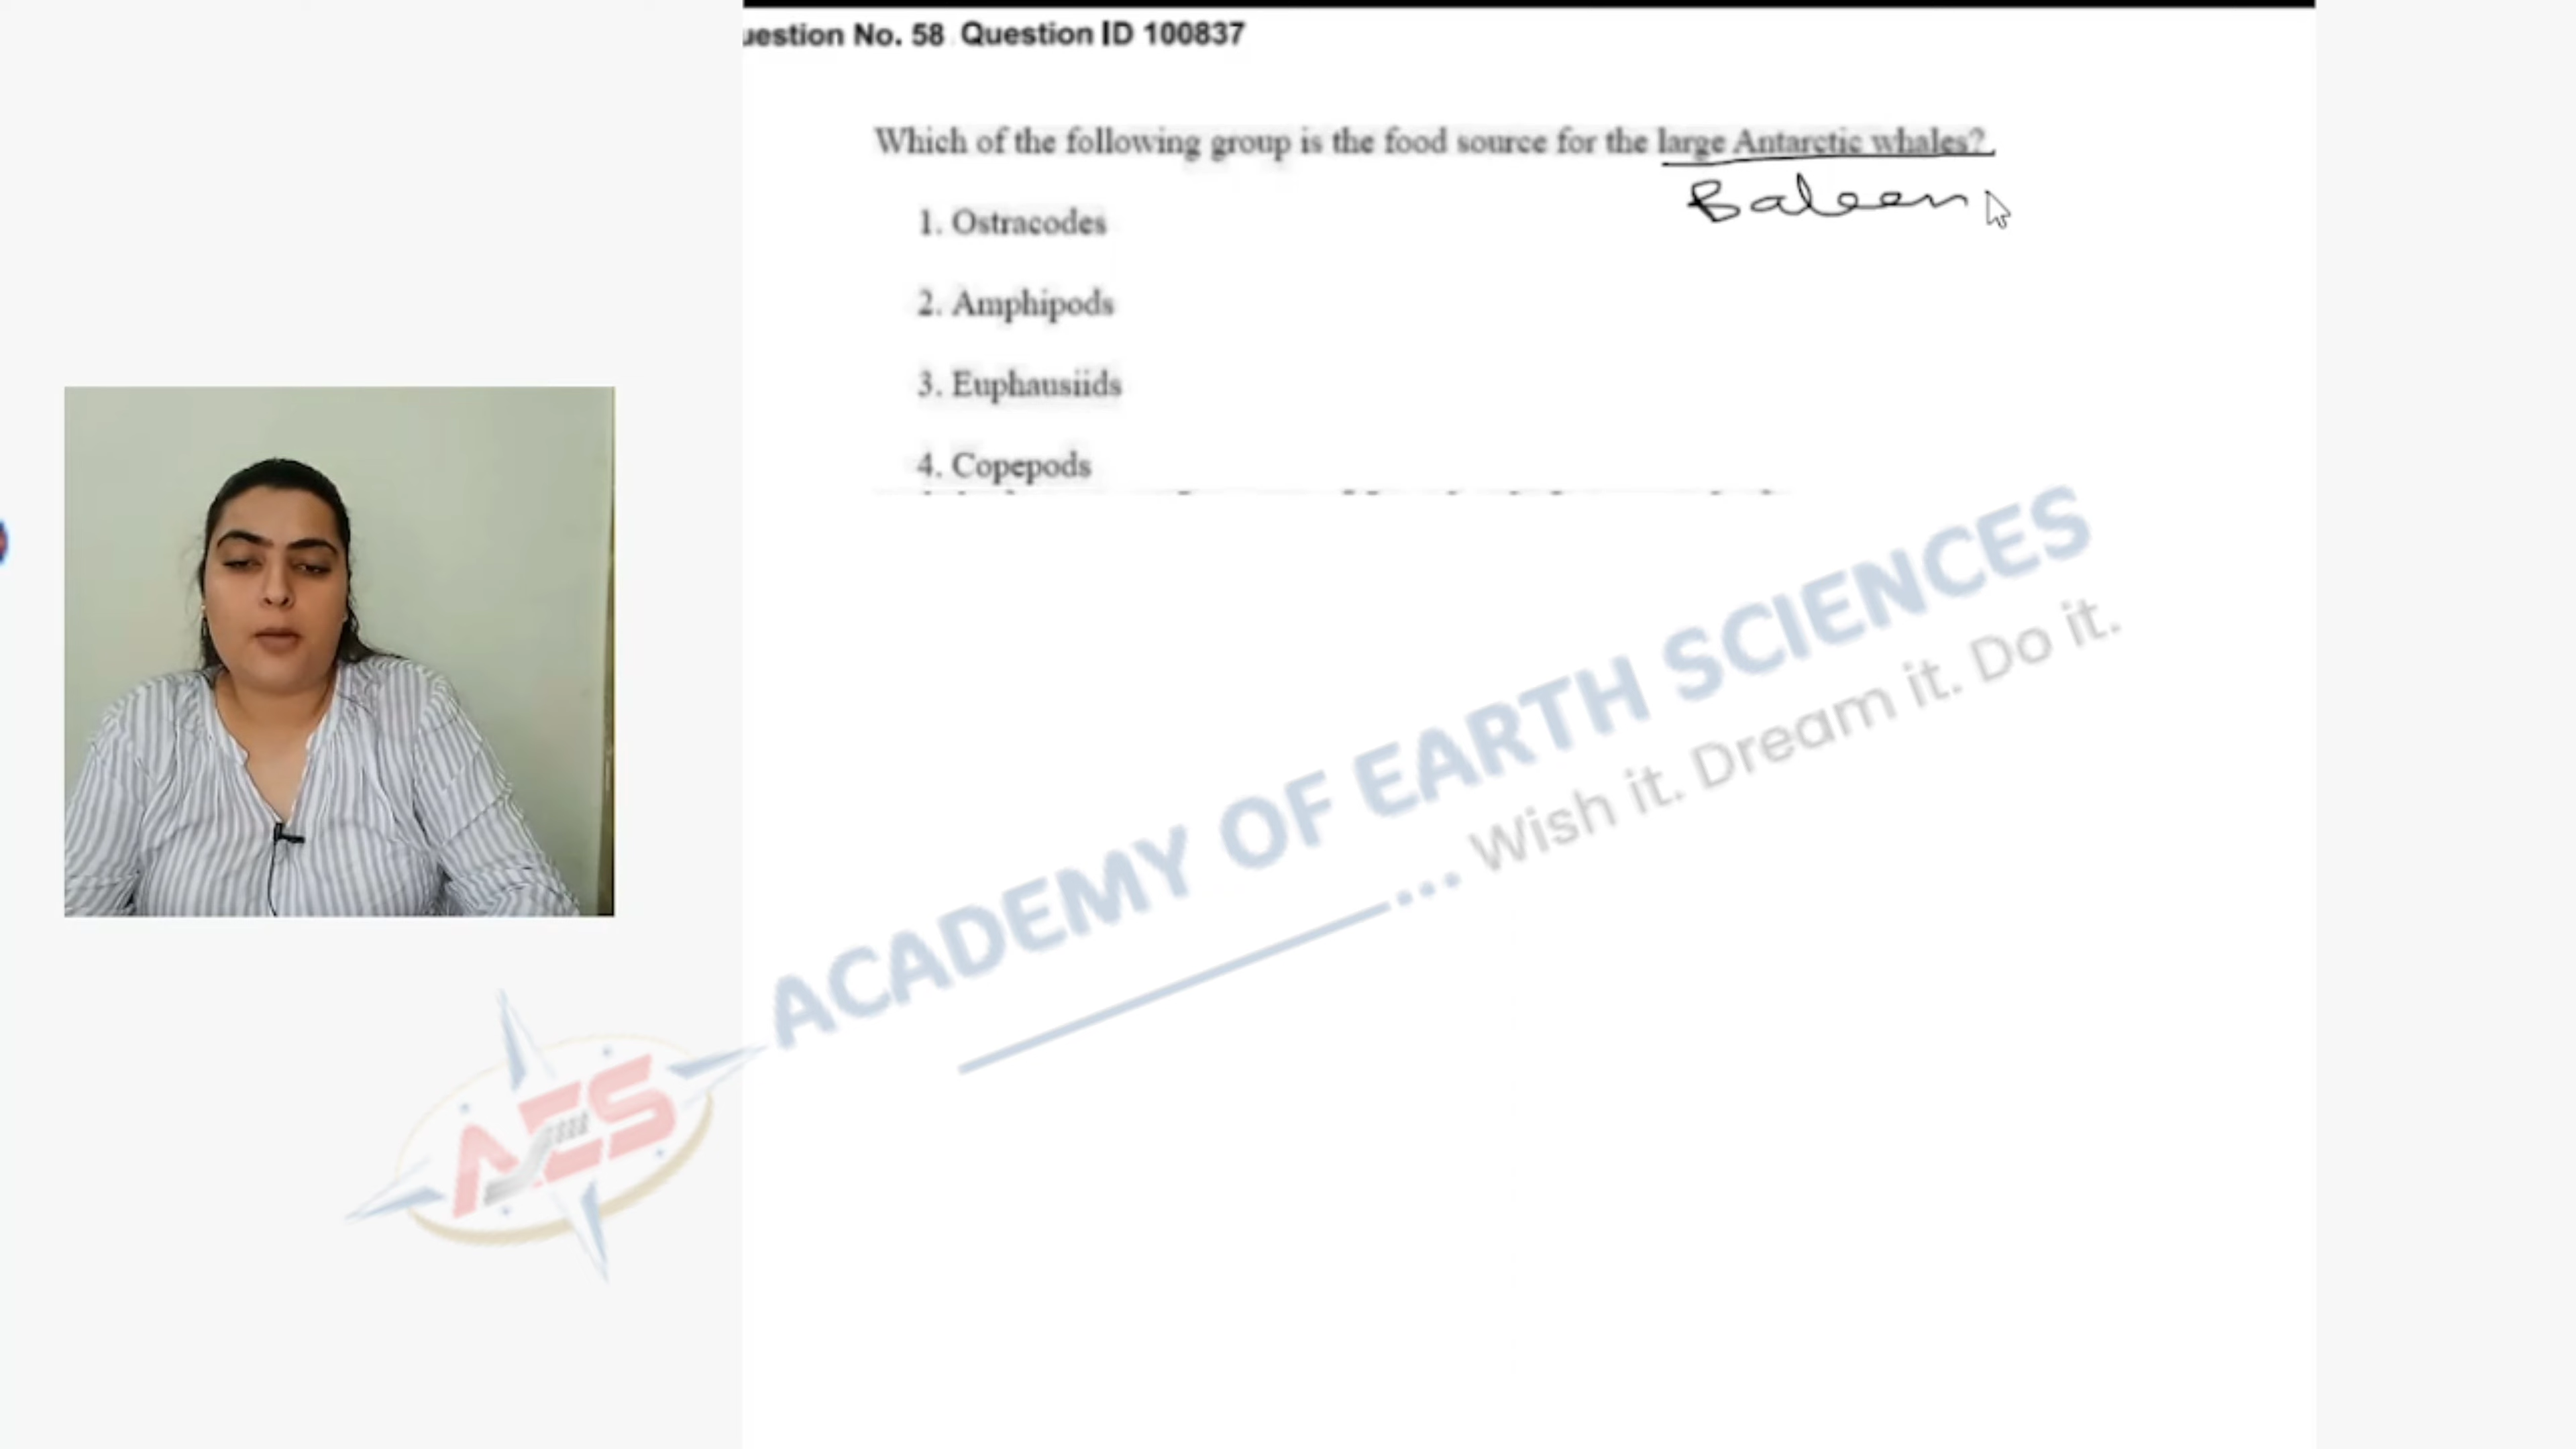 uestion No. 58 Question ID 100837
Which of the following group is the food source for the large Antarctic whales?
Baleen
1. Ostracodes
2. Amphipods
3. Euphausiids
4. Copepods
ACADEMY OF EARTH SCIENCES
... Wish it. Dream it. Do it.
AES